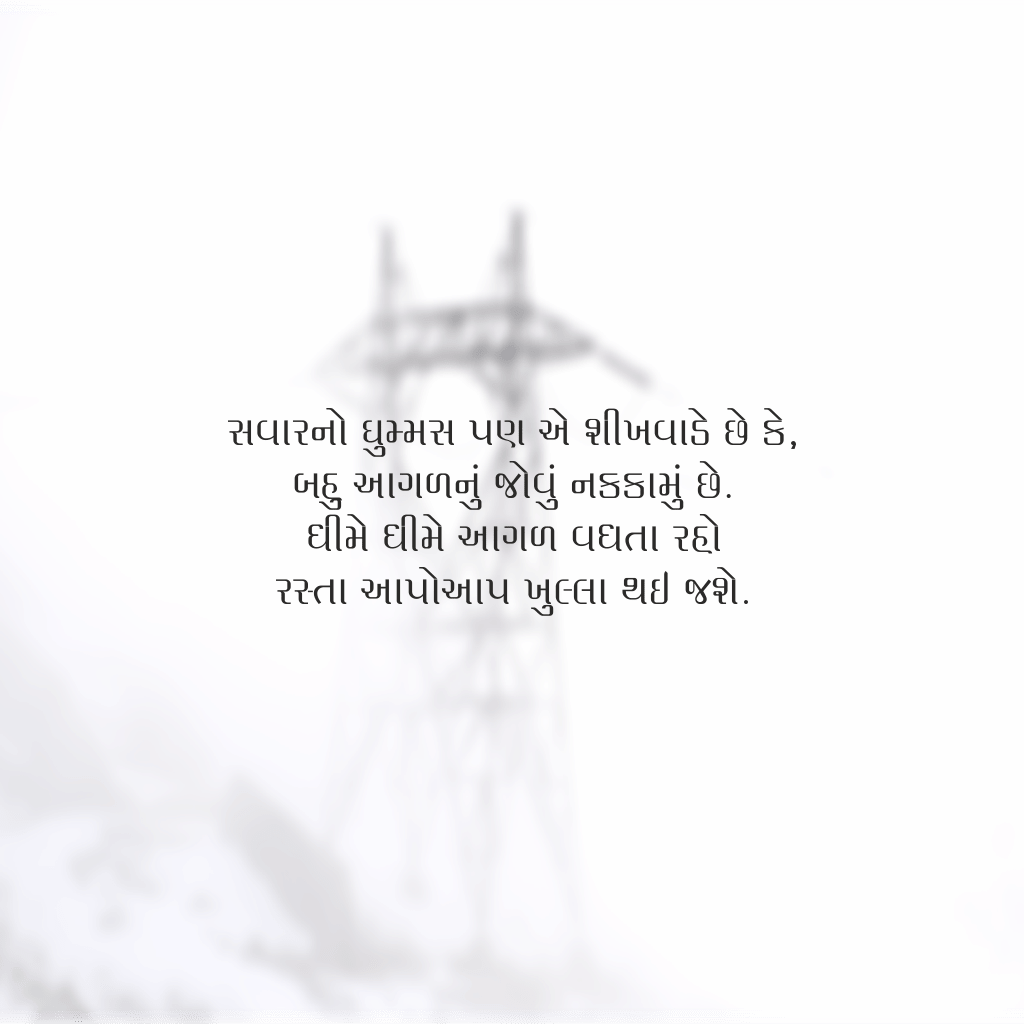 સવારનો ઘુમ્મસ પણ એ શીખવાડે છે કે,
બહુ આગળનું જોવું નકકામું છે.
ધીમે ધીમે આગળ વધતા રહો
રસ્તા આપોઆપ ખુલ્લા થઇ જશે.